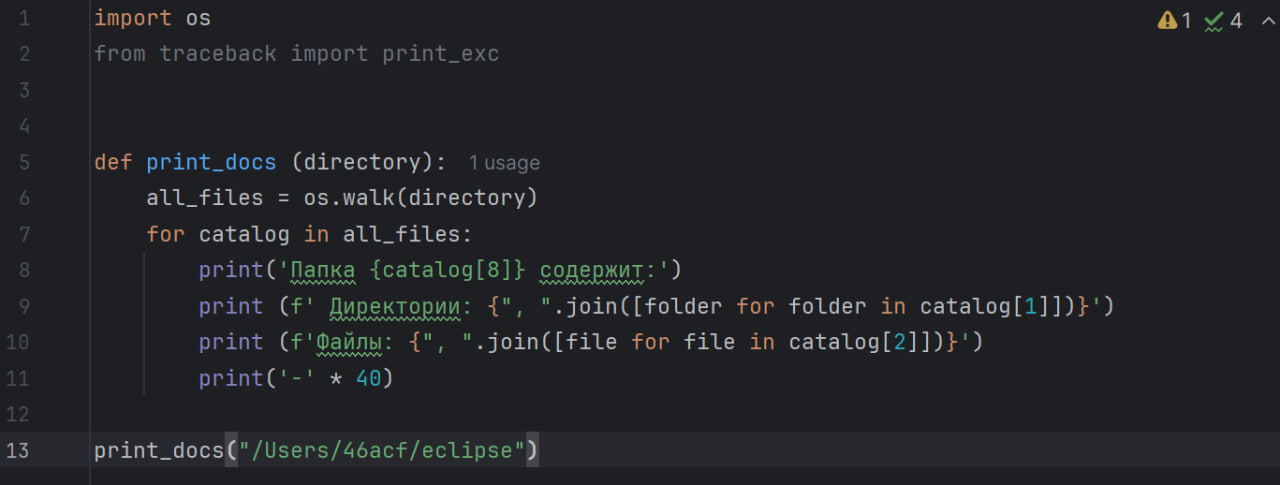 1 import os
2 from traceback import print_exc
3
4
5 def print_docs (directory): 1 usage
6 all_files = os.walk(directory)
7 for catalog in all_files:
8 print('Папка {catalog[8]} содержит:')
9 print (f' Директории: {", ".join([folder for folder in catalog[1]])}')
10 print (f'Файлы: {", ".join([file for file in catalog[2]])}')
11 print('-' * 40)
12
13 print_docs("/Users/46acf/eclipse")
1 4